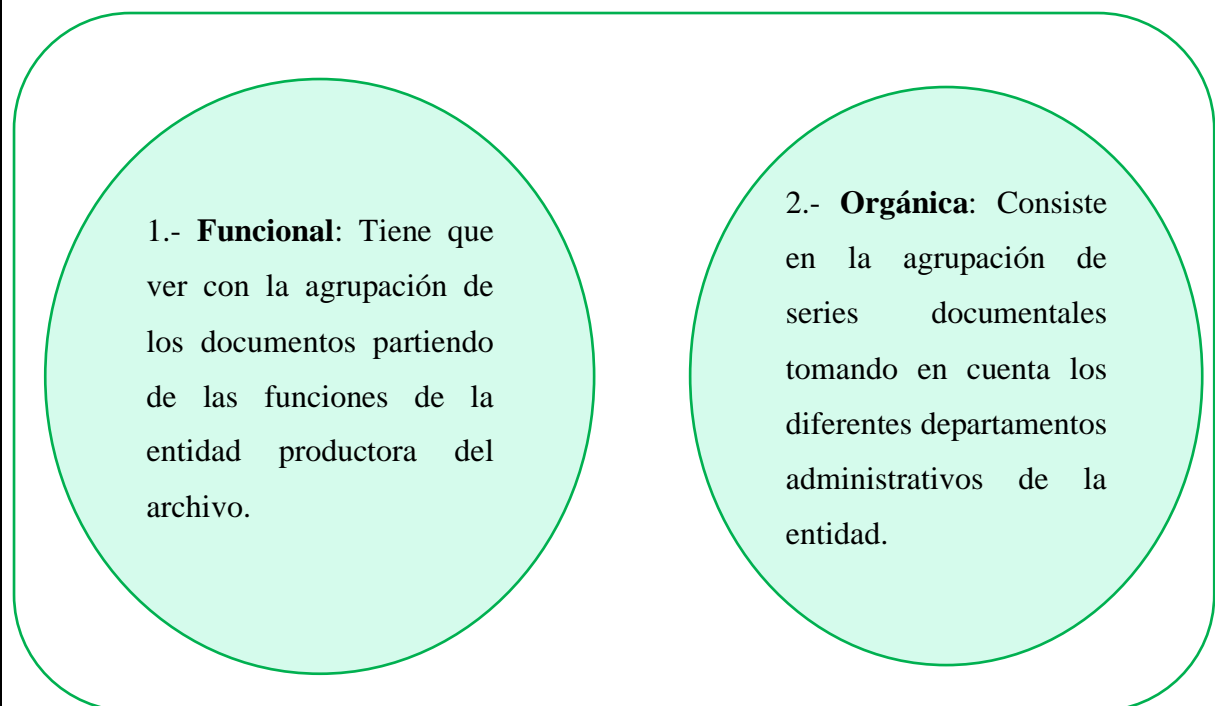 1.- Funcional: Tiene que
ver con la agrupación de
los documentos partiendo
de las funciones de la
entidad productora del
archivo.
2.- Orgánica: Consiste
en la agrupación de
series documentales
tomando en cuenta los
diferentes departamentos
administrativos de la
entidad.